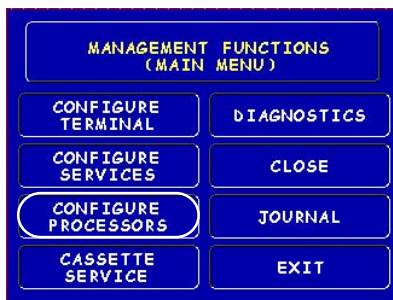 MANAGEMENT FUNCTIONS
(MAIN MENU)
CONFIGURE
TERMINAL
DIAGNOSTICS
CONFIGURE
SERVICES
CLOSE
CONFIGURE
PROCESSORS
JOURNAL
CASSETTE
SERVICE
EXIT